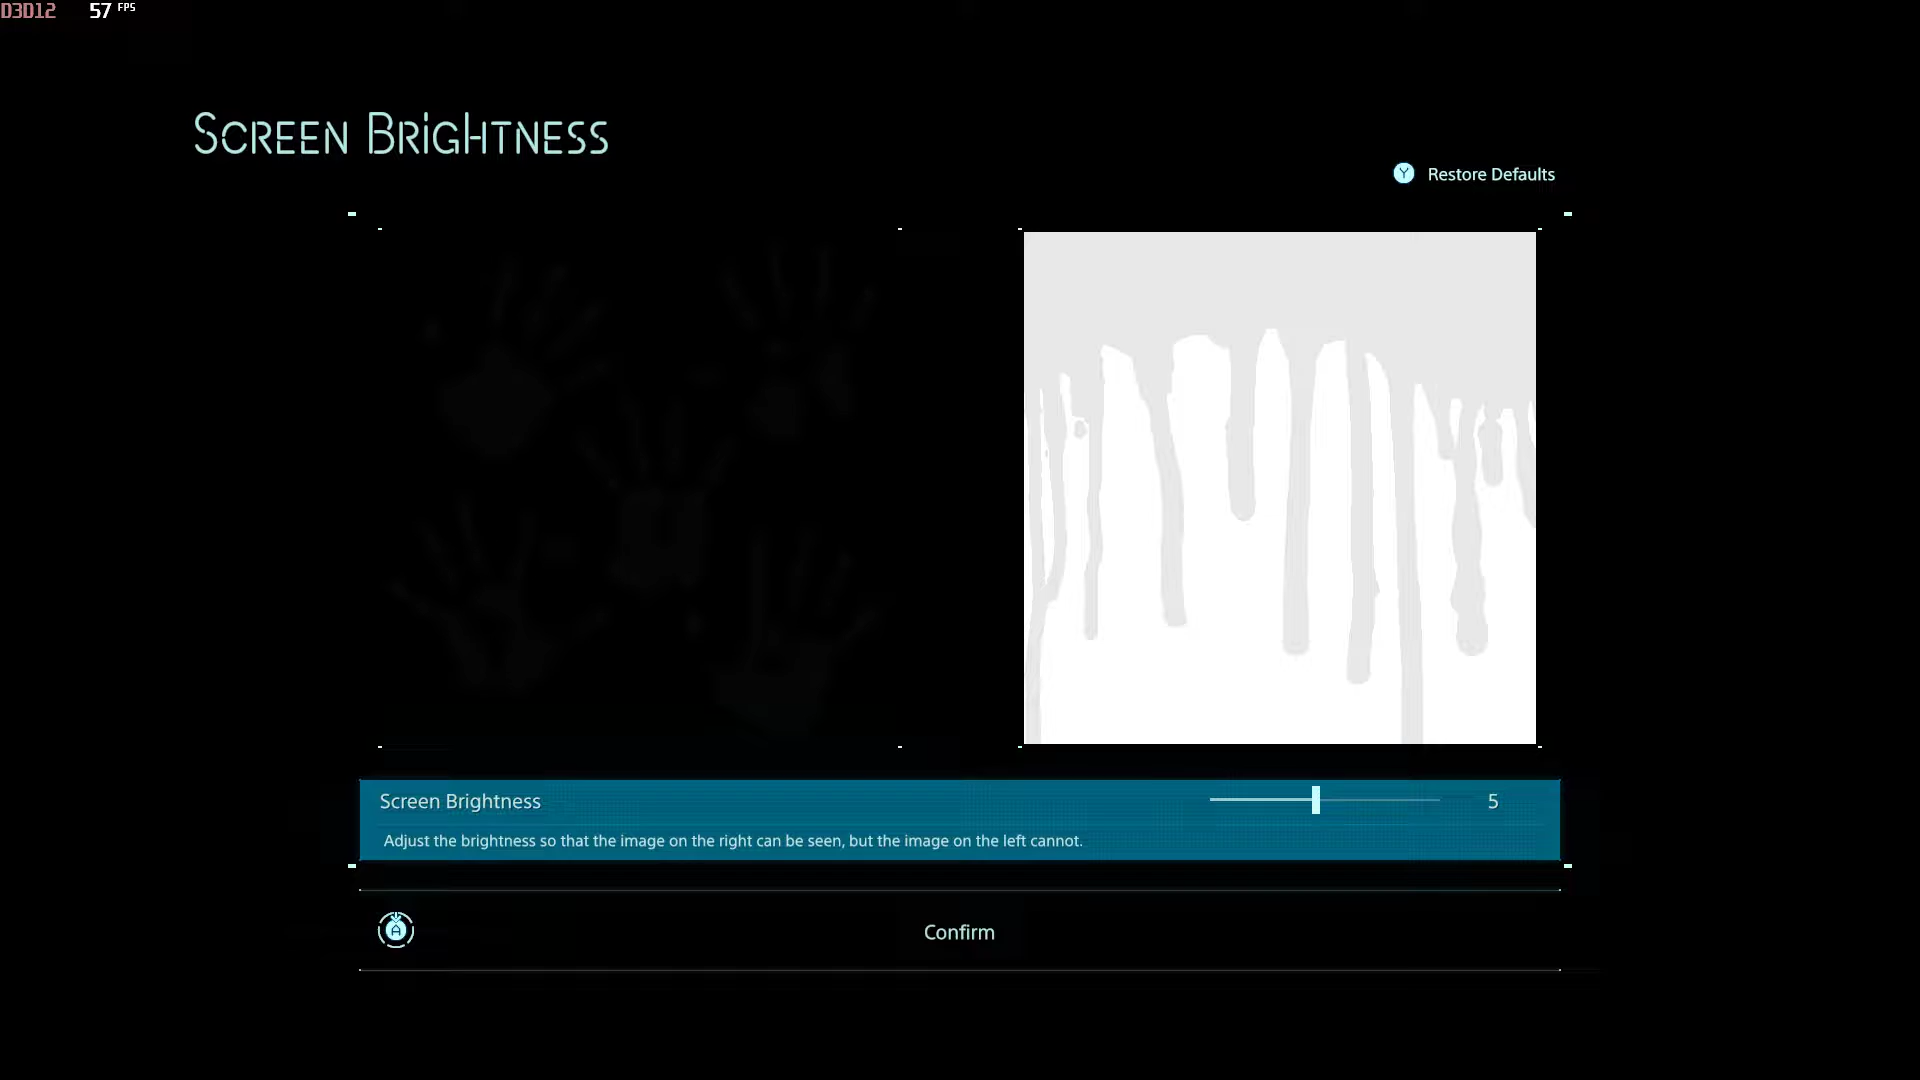 D3D12 57 FPS
SCREEN BRIGHTNESS
Y Restore Defaults
Screen Brightness 5
Adjust the brightness so that the image on the right can be seen, but the image on the left cannot.
A Confirm